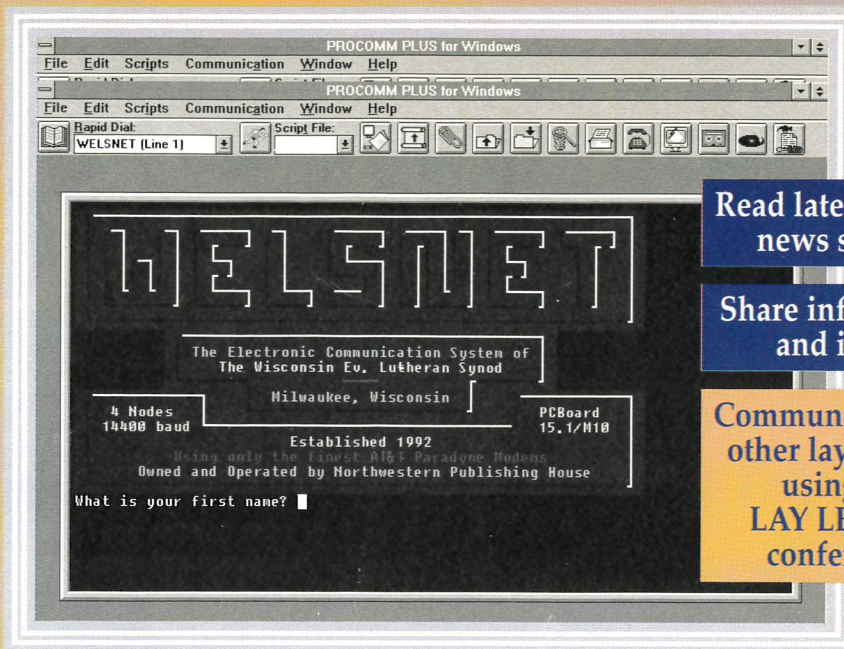 PROCOMM PLUS for Windows
File Edit Scripts Communication Window Help
PROCOMM PLUS for Windows
File Edit Scripts Communication Window Help
Rapid Dial:
WELSNET (Line 1)
Script File:
WELSNET
The Electronic Communication System of
The Wisconsin Ev. Lutheran Synod
Milwaukee, Wisconsin
4 Nodes
14400 baud
PCBoard
15.1/M10
Established 1992
Using only the Finest AT&T Paradyne Modems
Owned and Operated by Northwestern Publishing House
What is your first name?
Read late
news s
Share inf
and i
Commun
other lay
using
LAY LE
confe